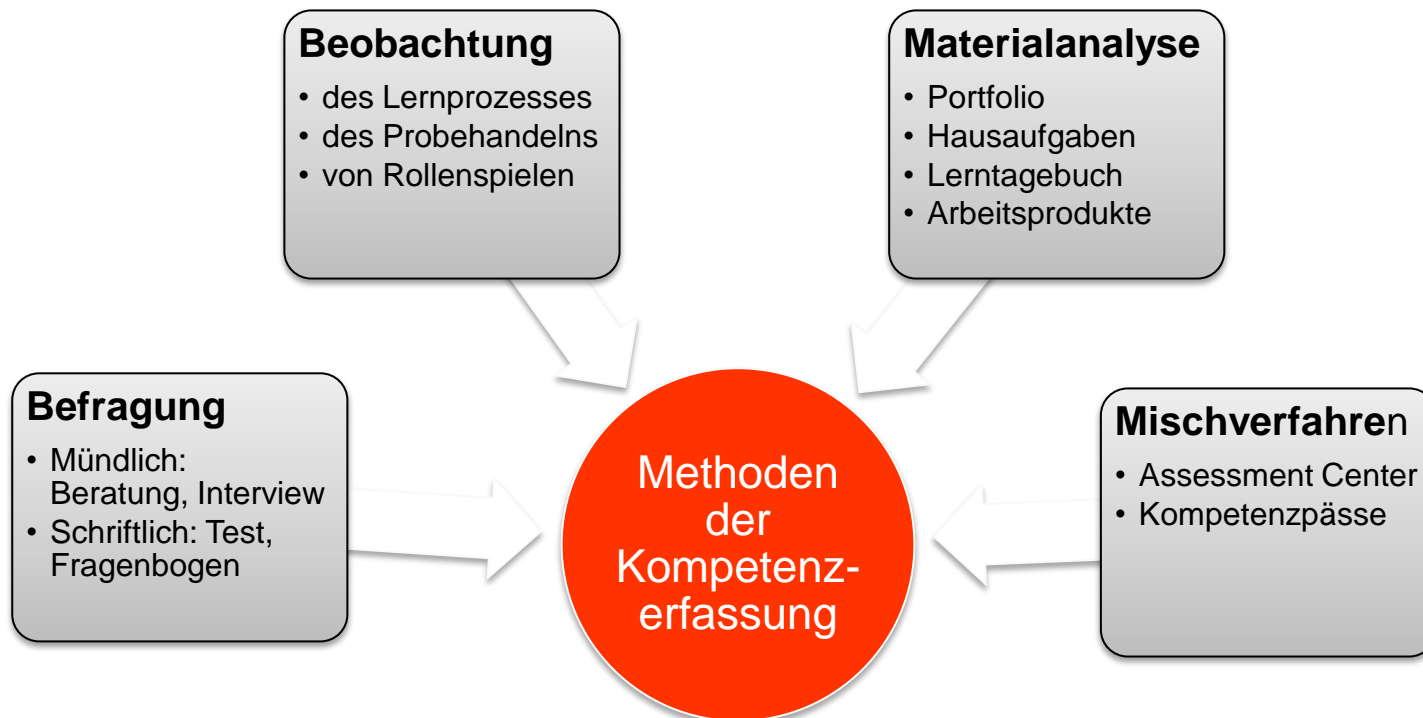 Beobachtung
• des Lernprozesses
• des Probehandelns
• von Rollenspielen
Materialanalyse
• Portfolio
• Hausaufgaben
• Lerntagebuch
• Arbeitsprodukte
Befragung
• Mündlich:
Beratung, Interview
• Schriftlich: Test,
Fragenbogen
Methoden
der
Kompetenz-
erfassung
Mischverfahren
• Assessment Center
• Kompetenzpässe